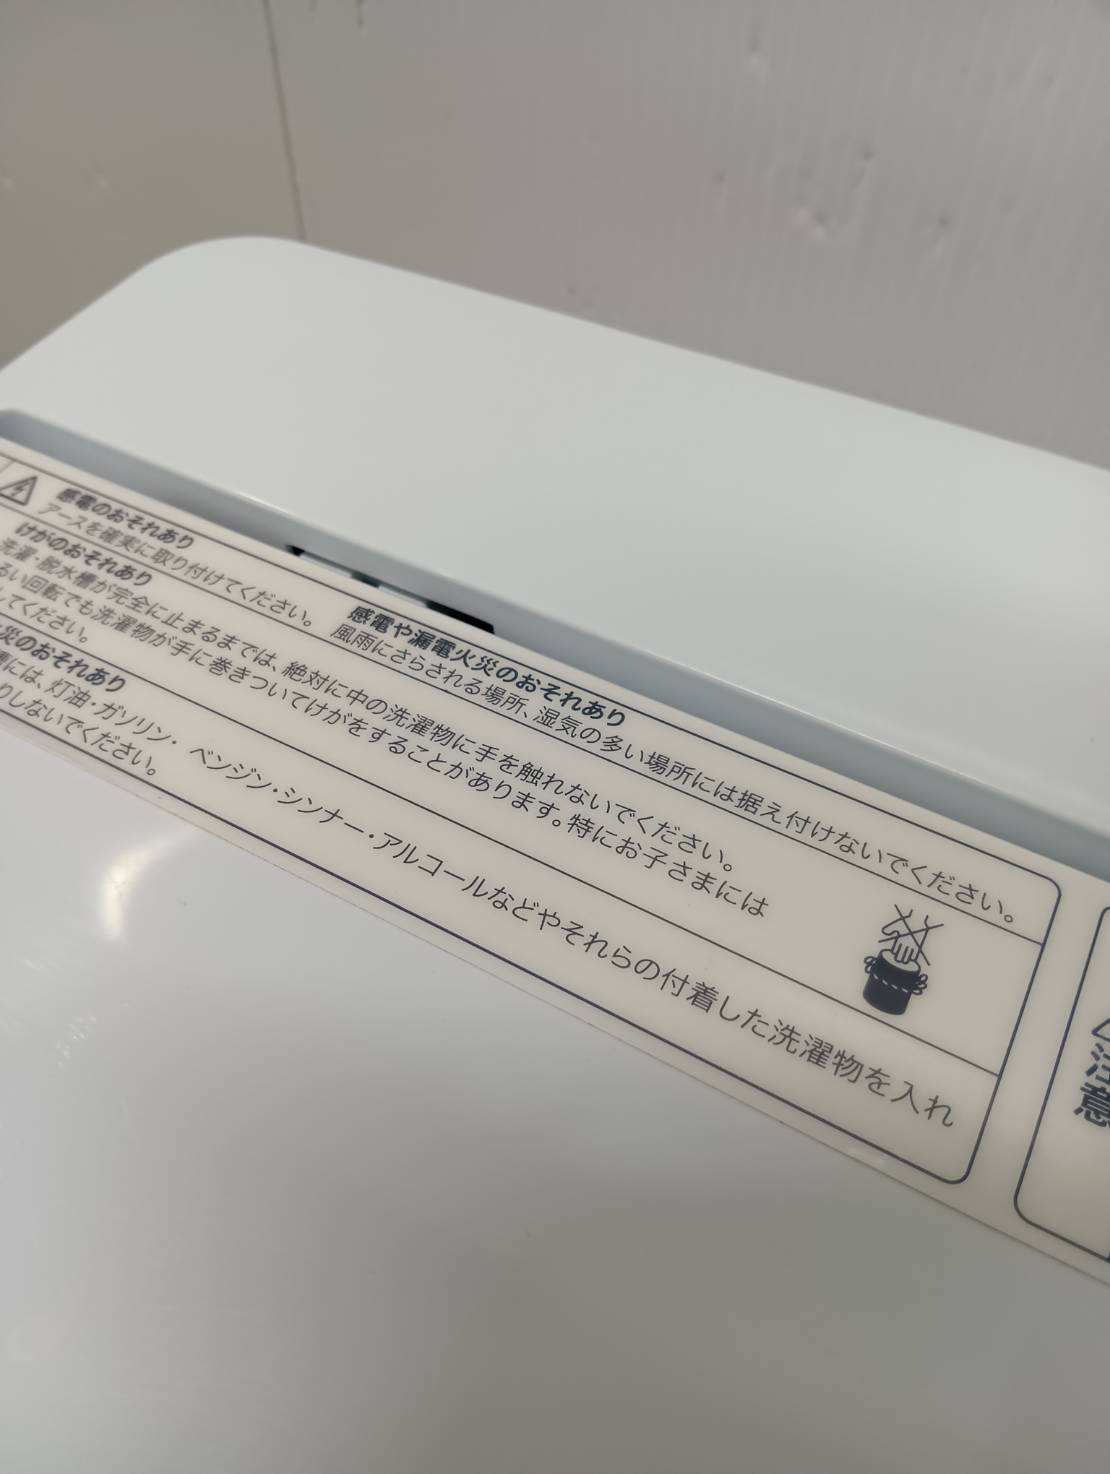 感電のおそれあり
アースを確実に取り付けてください。
感電や漏電火災のおそれあり
風雨にさらされる場所、湿気の多い場所には据え付けないでください。
けがのおそれあり
洗濯・脱水槽が完全に止まるまでは、絶対に中の洗濯物に手を触れないでください。
るい回転でも洗濯物が手に巻きついてけがをすることがあります。特にお子さまには
してください。
災のおそれあり
には、灯油・ガソリン・ベンジン・シンナー・アルコールなどやそれらの付着した洗濯物を入れ
りしないでください。
注意